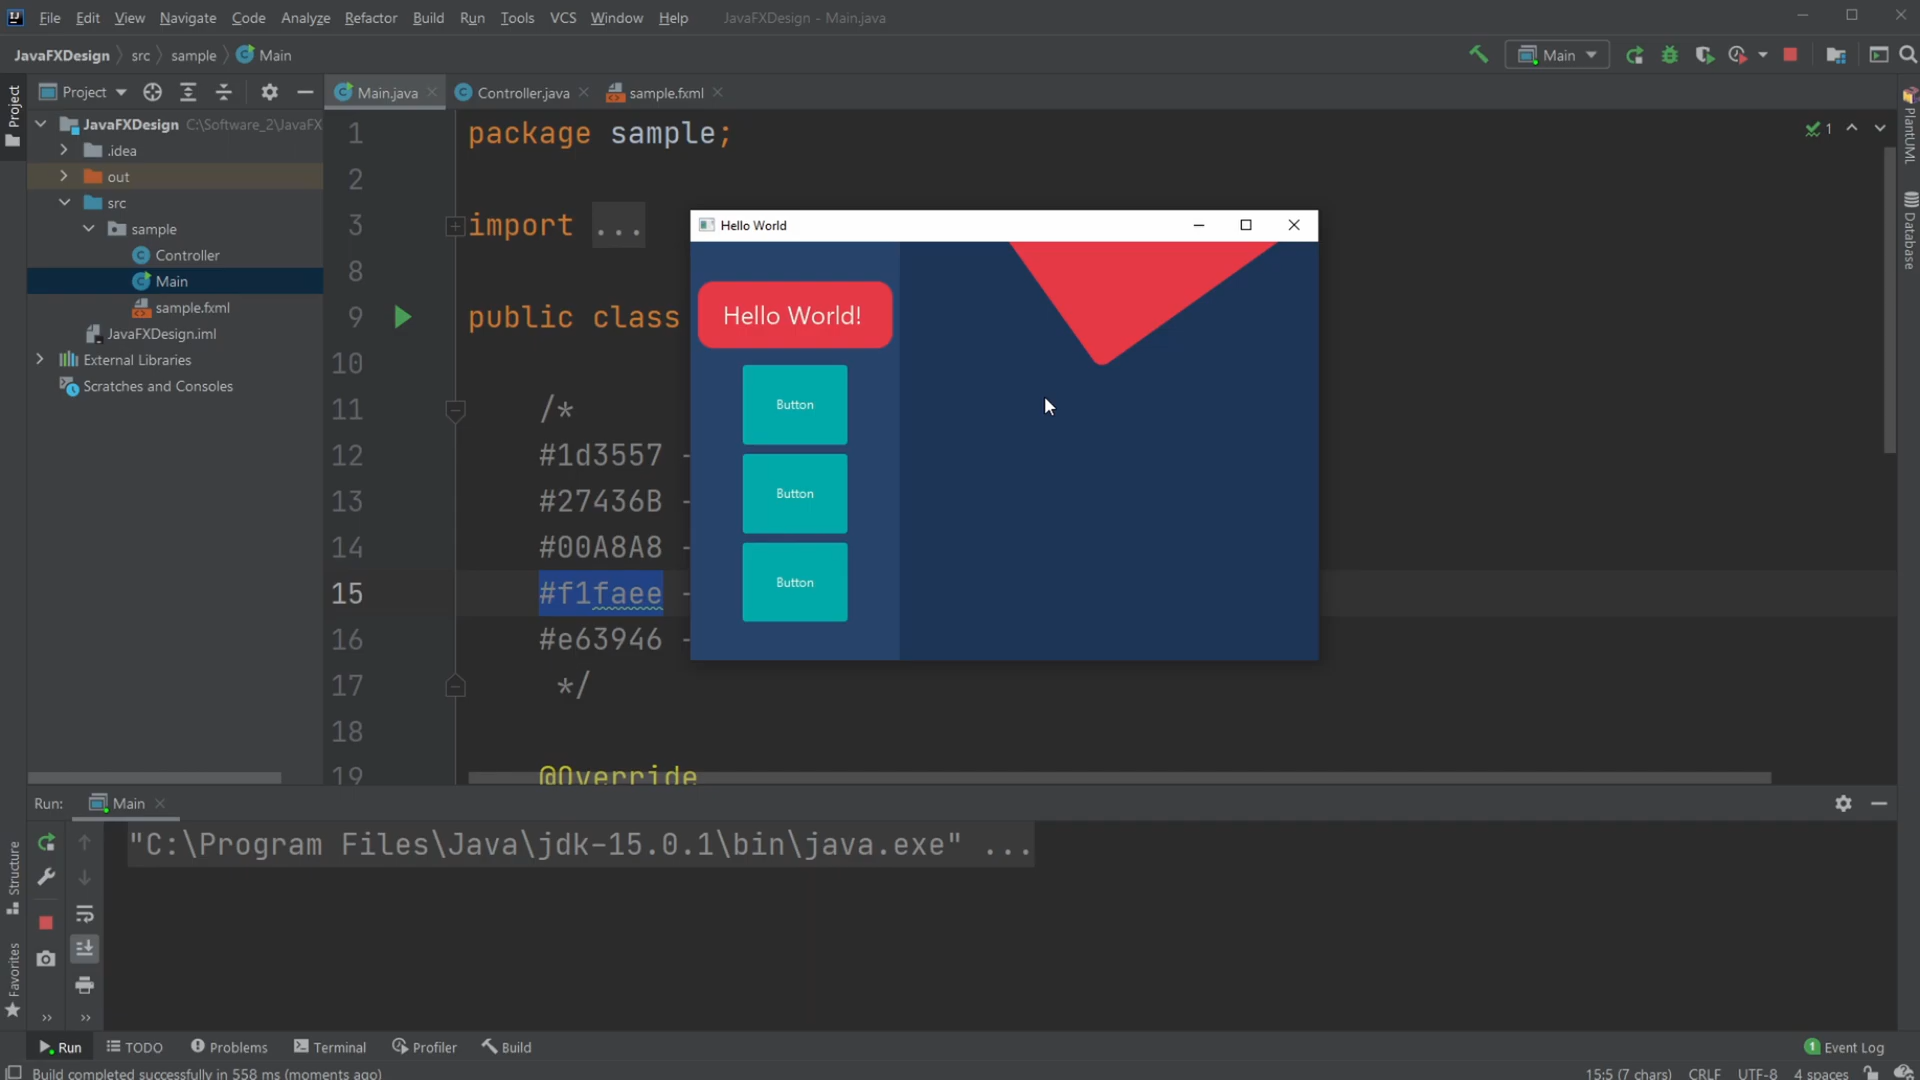 File Edit View Navigate Code Analyze Refactor Build Run Tools VCS Window Help JavaFXDesign - Main.java
JavaFXDesign src sample Main
Main
Project
Main.java
Controller.java
sample.fxml
Project
JavaFXDesign C:\Software_2\JavaFX
.idea
out
src
sample
Controller
Main
sample.fxml
JavaFXDesign.iml
External Libraries
Scratches and Consoles
1 package sample;
2
3 import ...
8
9 public class
10
11 /*
12 #1d3557 -
13 #27436B -
14 #00A8A8 -
15 #f1faee -
16 #e63946 -
17 */
18
19 @Override
1
Hello World
Hello World!
Button
Button
Button
PlantUML
Database
Structure
Favorites
Run: Main
"C:\Program Files\Java\jdk-15.0.1\bin\java.exe" ...
Run TODO Problems Terminal Profiler Build
1 Event Log
Build completed successfully in 558 ms (moments ago)
15:5 (7 chars) CRLF UTF-8 4 spaces